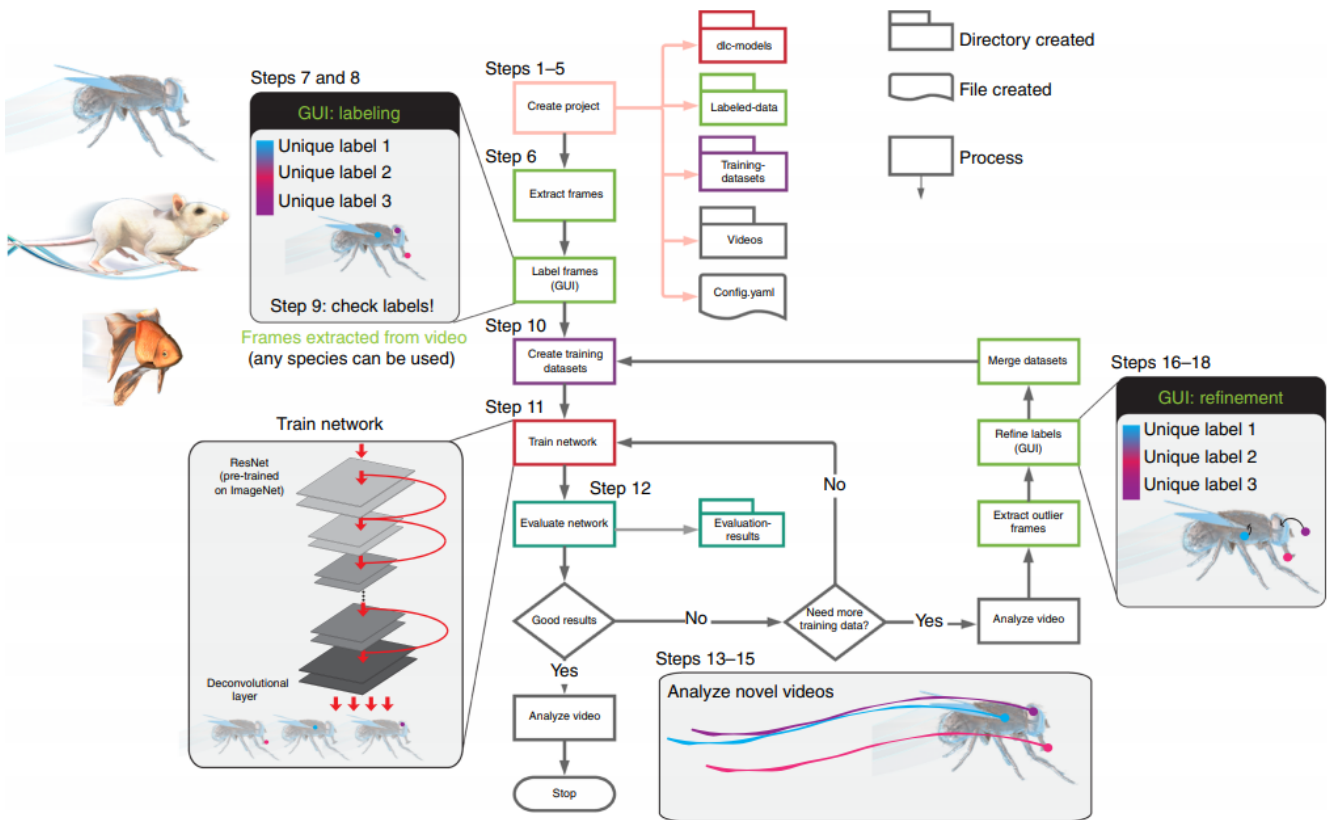 Steps 7 and 8
GUI: labeling
Unique label 1
Unique label 2
Unique label 3
Step 9: check labels!
Frames extracted from video
(any species can be used)
Steps 1–5
Create project
Step 6
Extract frames
Label frames
(GUI)
dlc-models
Labeled-data
Training-
datasets
Videos
Config.yaml
Directory created
File created
Process
Step 10
Create training
datasets
Step 11
Train network
Step 12
Evaluate network
Evaluation-
results
Good results
No
Need more
training data?
No
Yes
Analyze video
Extract outlier
frames
Refine labels
(GUI)
Merge datasets
Steps 16–18
GUI: refinement
Unique label 1
Unique label 2
Unique label 3
Train network
ResNet
(pre-trained
on ImageNet)
Deconvolutional
layer
Yes
Analyze video
Stop
Steps 13–15
Analyze novel videos